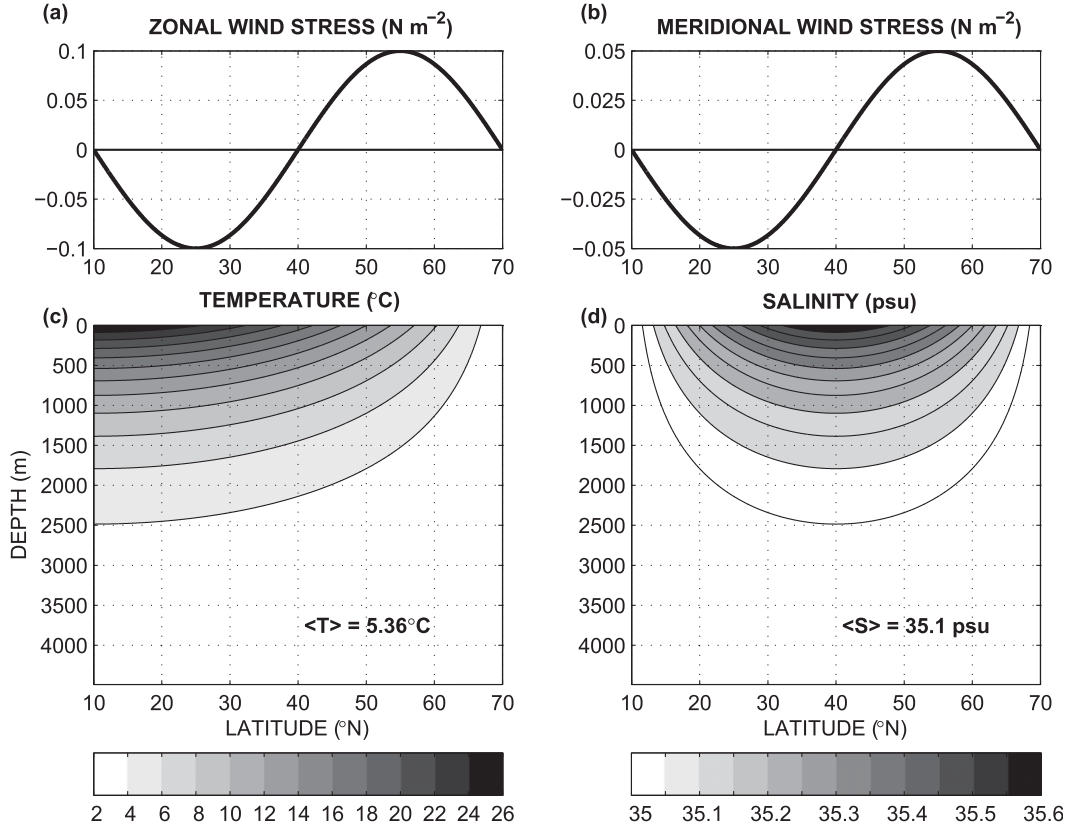 (a)
ZONAL WIND STRESS (N m−2)
0.1
0.05
0
−0.05
−0.1
10 20 30 40 50 60 70
(b)
MERIDIONAL WIND STRESS (N m−2)
0.05
0.025
0
−0.025
−0.05
10 20 30 40 50 60 70
(c)
TEMPERATURE (°C)
DEPTH (m)
0
500
1000
1500
2000
2500
3000
3500
4000
<T> = 5.36°C
10 20 30 40 50 60 70
LATITUDE (°N)
2 4 6 8 10 12 14 16 18 20 22 24 26
(d)
SALINITY (psu)
0
500
1000
1500
2000
2500
3000
3500
4000
<S> = 35.1 psu
10 20 30 40 50 60 70
LATITUDE (°N)
35 35.1 35.2 35.3 35.4 35.5 35.6